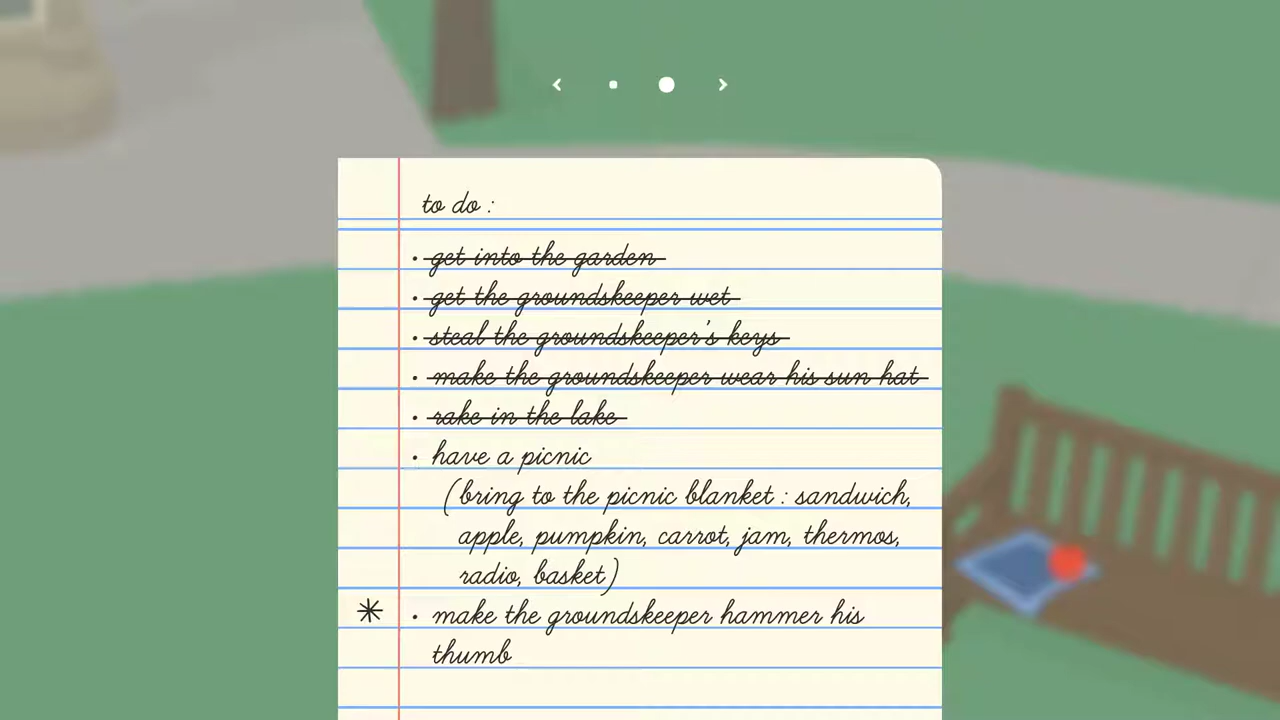 to do :
• get into the garden
• get the groundskeeper wet
• steal the groundskeeper's keys
• make the groundskeeper wear his sun hat
• rake in the lake
• have a picnic
(bring to the picnic blanket : sandwich,
apple, pumpkin, carrot, jam, thermos,
radio, basket)
* • make the groundskeeper hammer his
thumb